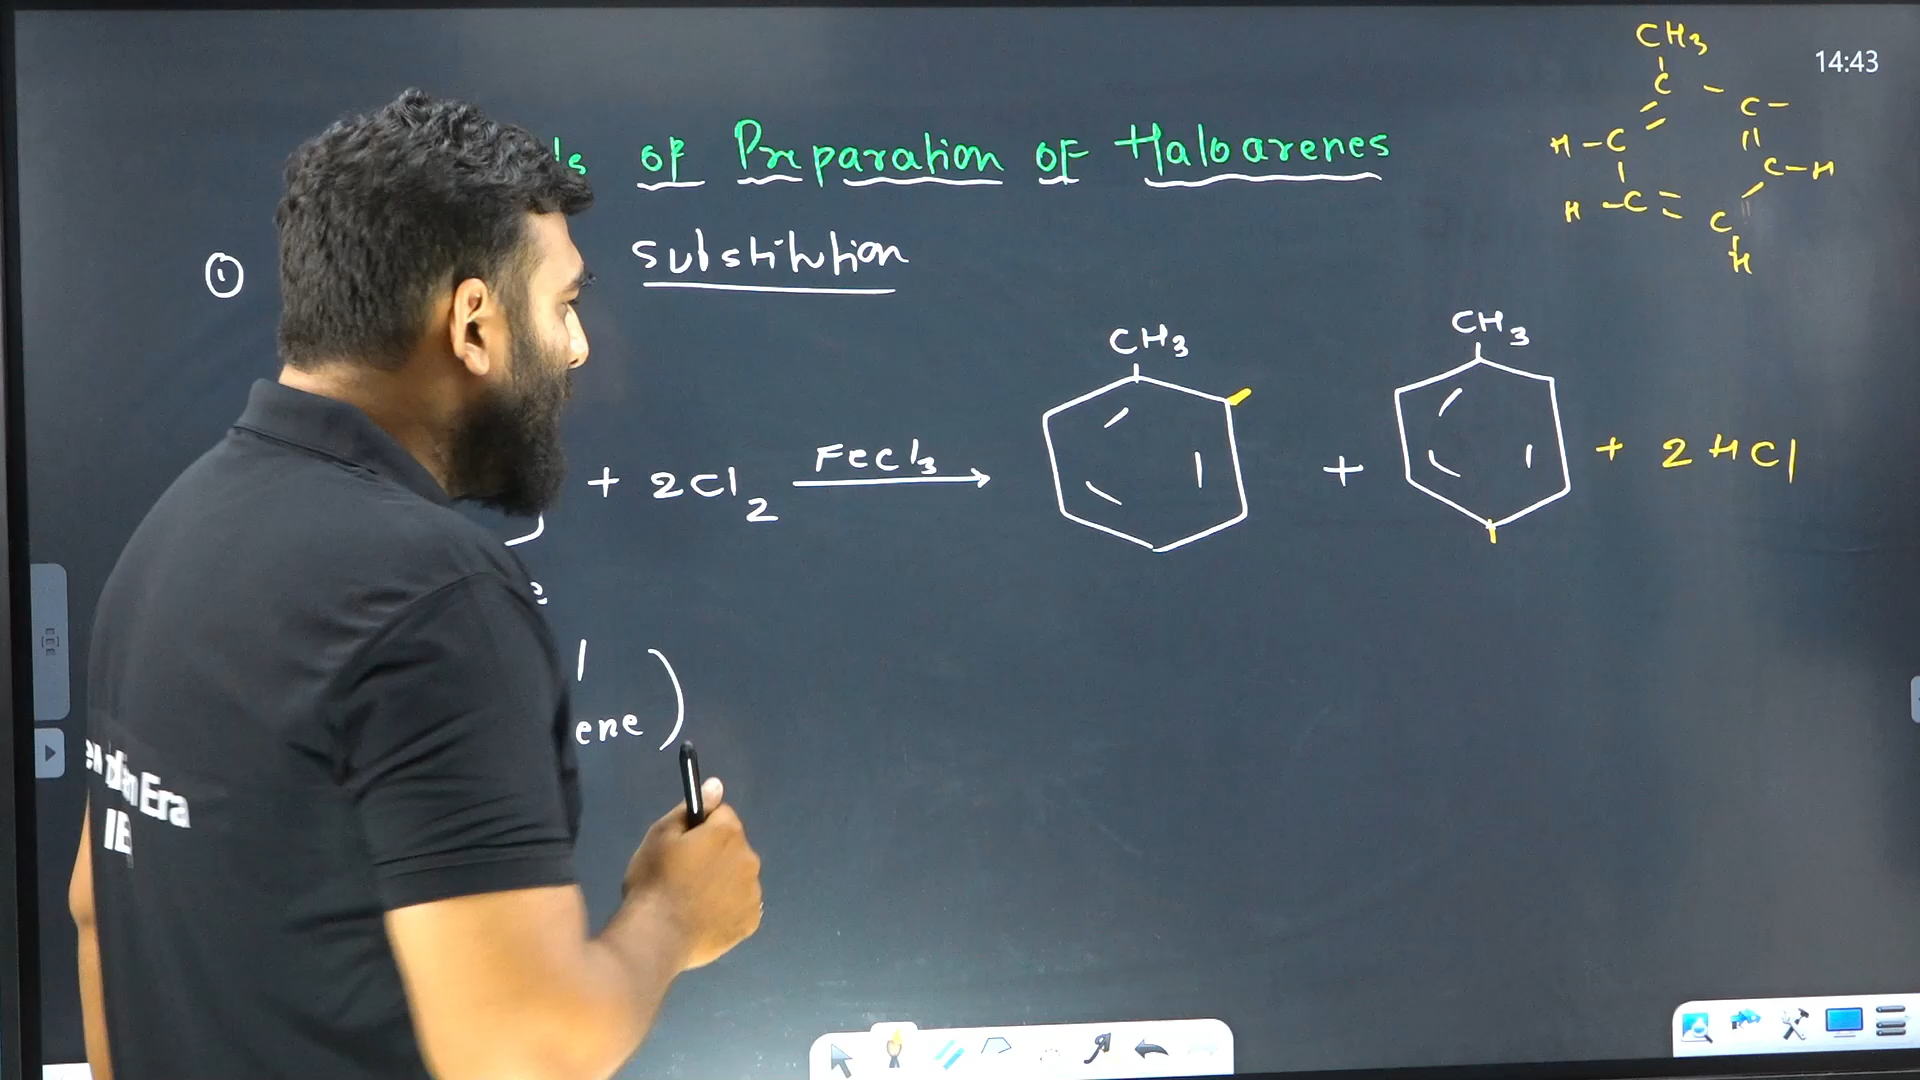 14:43
of Preparation of Haloarenes
① Substitution
CH3
C - C-
H-C C-H
H-C= C
H
CH3 CH3
+ 2Cl2 FeCl3 + + 2HCl
ene )
Era